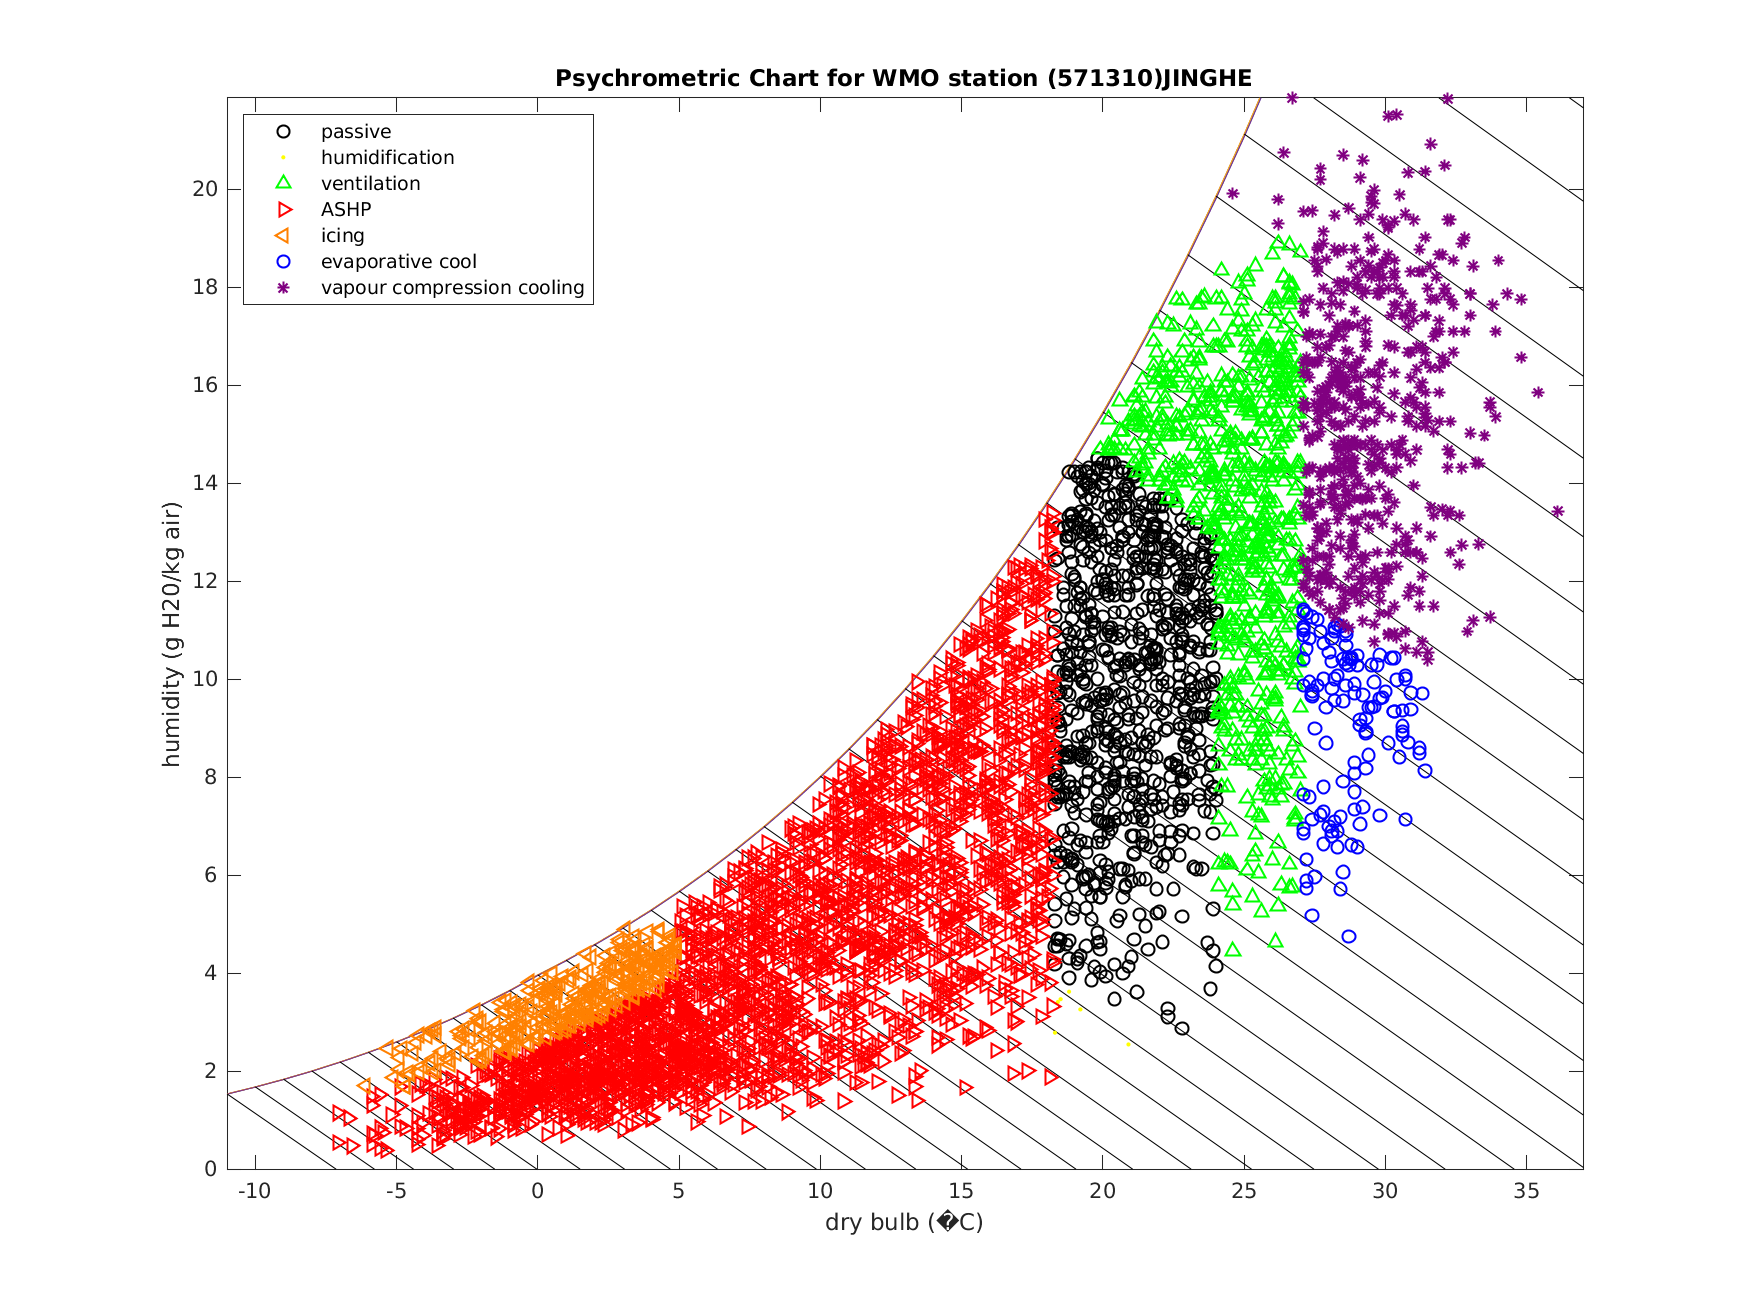 Psychrometric Chart for WMO station (571310)JINGHE
passive
humidification
ventilation
ASHP
icing
evaporative cool
vapour compression cooling
humidity (g H20/kg air)
20
18
16
14
12
10
8
6
4
2
0
-10 -5 0 5 10 15 20 25 30 35
dry bulb (�C)